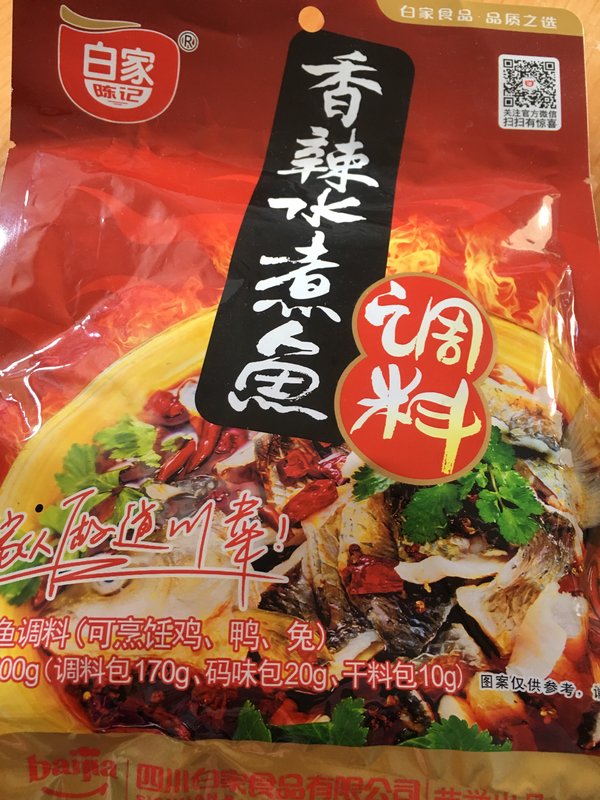 白家食品·品质之选
白家
陈记
®
香辣水煮鱼
调料
关注官方微信
扫扫有惊喜
鱼调料(可烹饪鸡、鸭、兔)
00g(调料包170g、码味包20g、干料包10g)
图案仅供参考,
baijia
四川白家食品有限公司